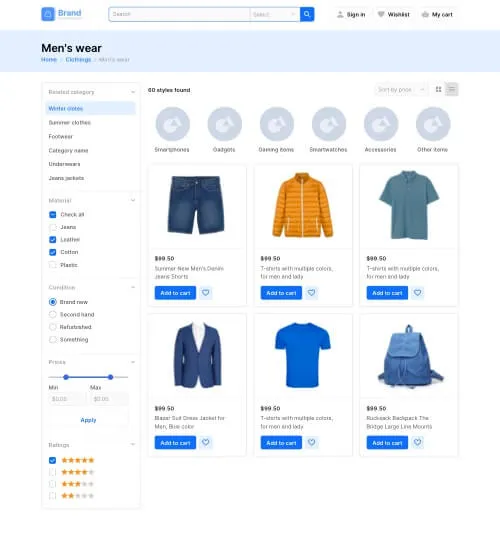 Brand
Search
Select
Sign in
Wishlist
My cart
Men's wear
Home > Clothings > Men's wear
Related category
Winter clotes
Summer clothes
Footwear
Category name
Underwears
Jeans jackets
Material
Check all
Jeans
Leather
Cotton
Plastic
Condition
Brand new
Second hand
Refurbished
Something
Prices
Min Max
$0.00 $0.00
Apply
Ratings
60 styles found
Sort by price
Smartphones Gadgets Gaming items Smartwatches Accessories Other items
$99.50
Summer New Men's Denim
Jeans Shorts
Add to cart
$99.50
T-shirts with multiple colors,
for men and lady
Add to cart
$99.50
T-shirts with multiple colors,
for men and lady
Add to cart
$99.50
Blazer Suit Dress Jacket for
Men, Blue color
Add to cart
$99.50
T-shirts with multiple colors,
for men and lady
Add to cart
$99.50
Rucksack Backpack The
Bridge Large Line Mounts
Add to cart